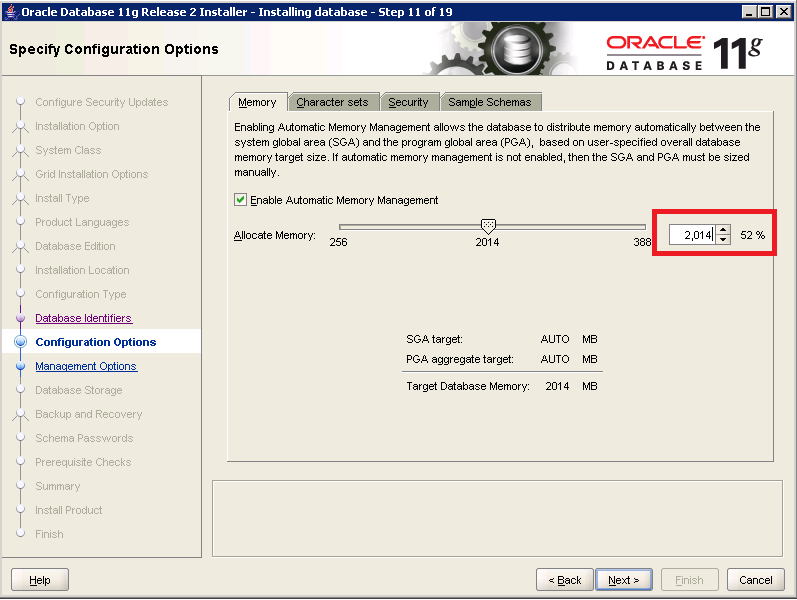 Oracle Database 11g Release 2 Installer - Installing database - Step 11 of 19
Specify Configuration Options
ORACLE
DATABASE
11g
Configure Security Updates
Installation Option
System Class
Grid Installation Options
Install Type
Product Languages
Database Edition
Installation Location
Configuration Type
Database Identifiers
Configuration Options
Management Options
Database Storage
Backup and Recovery
Schema Passwords
Prerequisite Checks
Summary
Install Product
Finish
Memory Character sets Security Sample Schemas
Enabling Automatic Memory Management allows the database to distribute memory automatically between the
system global area (SGA) and the program global area (PGA), based on user-specified overall database
memory target size. If automatic memory management is not enabled, then the SGA and PGA must be sized
manually.
Enable Automatic Memory Management
Allocate Memory:
256 2014 388
2,014 52 %
SGA target: AUTO MB
PGA aggregate target: AUTO MB
Target Database Memory: 2014 MB
Help < Back Next > Finish Cancel